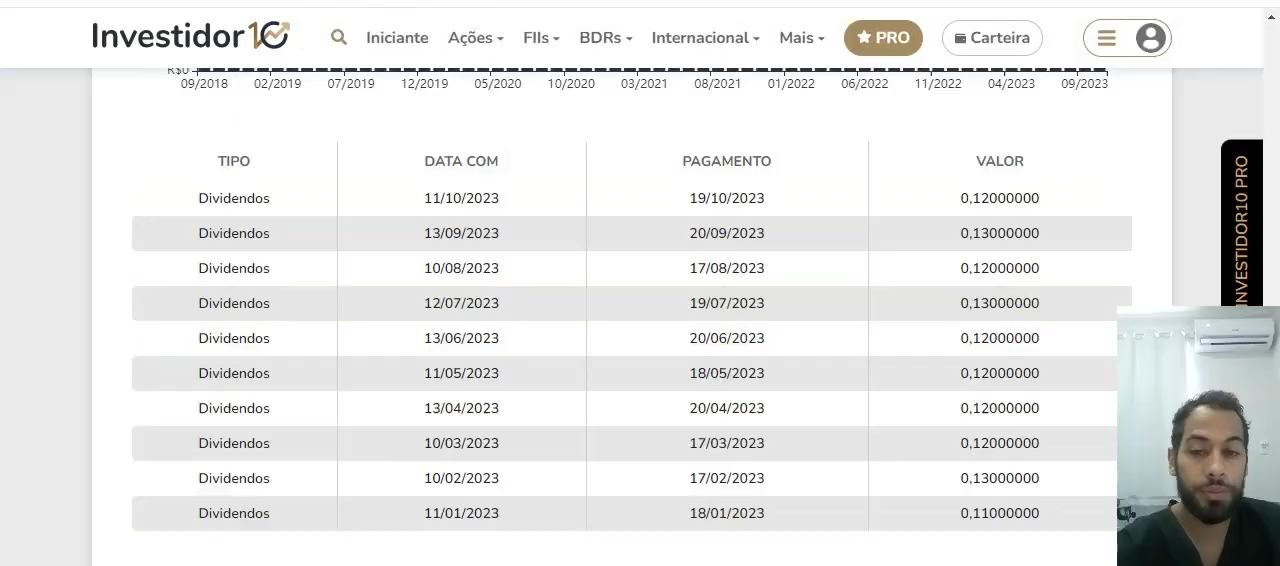 Investidor10
Iniciante Ações FIIs BDRs Internacional Mais PRO Carteira
R$0
09/2018 02/2019 07/2019 12/2019 05/2020 10/2020 03/2021 08/2021 01/2022 06/2022 11/2022 04/2023 09/2023
TIPO DATA COM PAGAMENTO VALOR
Dividendos 11/10/2023 19/10/2023 0,12000000
Dividendos 13/09/2023 20/09/2023 0,13000000
Dividendos 10/08/2023 17/08/2023 0,12000000
Dividendos 12/07/2023 19/07/2023 0,13000000
Dividendos 13/06/2023 20/06/2023 0,12000000
Dividendos 11/05/2023 18/05/2023 0,12000000
Dividendos 13/04/2023 20/04/2023 0,12000000
Dividendos 10/03/2023 17/03/2023 0,12000000
Dividendos 10/02/2023 17/02/2023 0,13000000
Dividendos 11/01/2023 18/01/2023 0,11000000
INVESTIDOR10 PRO